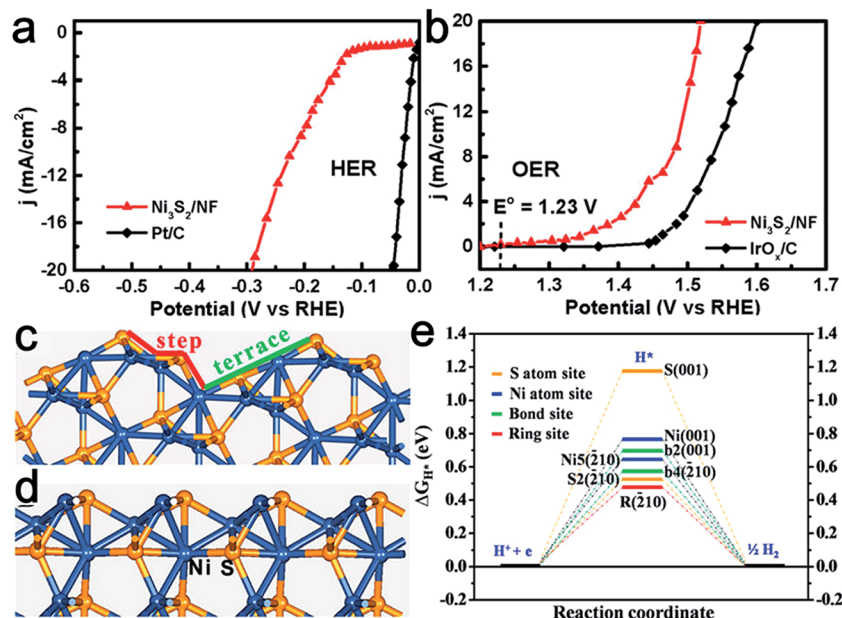 a
0
-4
-8
-12
-16
-20
j (mA/cm²)
HER
Ni₃S₂/NF
Pt/C
-0.6 -0.5 -0.4 -0.3 -0.2 -0.1 0.0
Potential (V vs RHE)
b
20
16
12
8
4
0
j (mA/cm²)
OER
E° = 1.23 V
Ni₃S₂/NF
IrOₓ/C
1.2 1.3 1.4 1.5 1.6 1.7
Potential (V vs RHE)
c
step
terrace
d
Ni S
e
1.4 1.4
1.2 1.2
1.0 1.0
0.8 0.8
0.6 0.6
0.4 0.4
0.2 0.2
0.0 0.0
-0.2 -0.2
ΔG_H* (eV)
S atom site
Ni atom site
Bond site
Ring site
H*
S(001)
Ni(001)
b2(001)
Ni5(2̄10)
b4(2̄10)
S2(2̄10)
R(2̄10)
H⁺ + e
½ H₂
Reaction coordinate